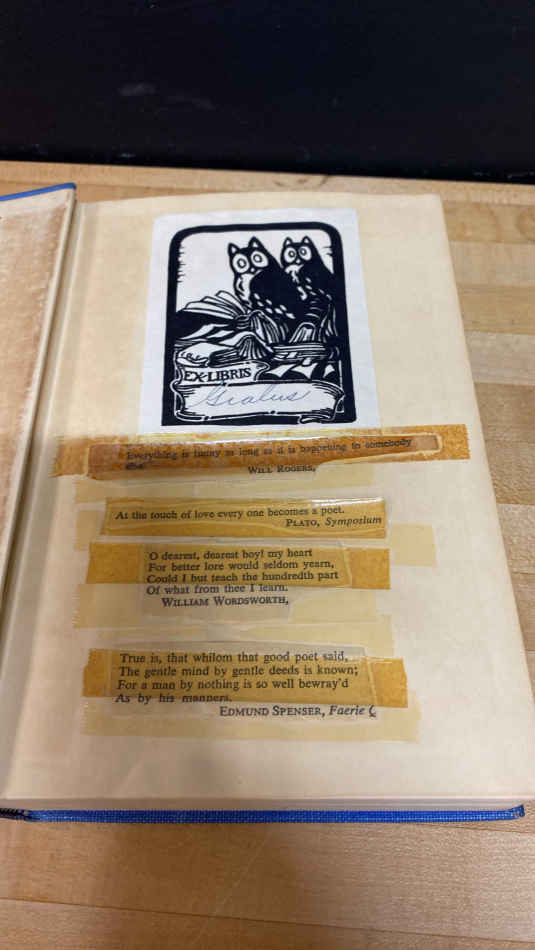 EX-LIBRIS
Everything is funny as long as it is happening to somebody
else.
WILL ROGERS,
At the touch of love every one becomes a poet.
PLATO, Symposium
O dearest, dearest boy! my heart
For better lore would seldom yearn,
Could I but teach the hundredth part
Of what from thee I learn.
WILLIAM WORDSWORTH,
True is, that whilom that good poet said,
The gentle mind by gentle deeds is known;
For a man by nothing is so well bewray'd
As by his manners.
EDMUND SPENSER, Faerie